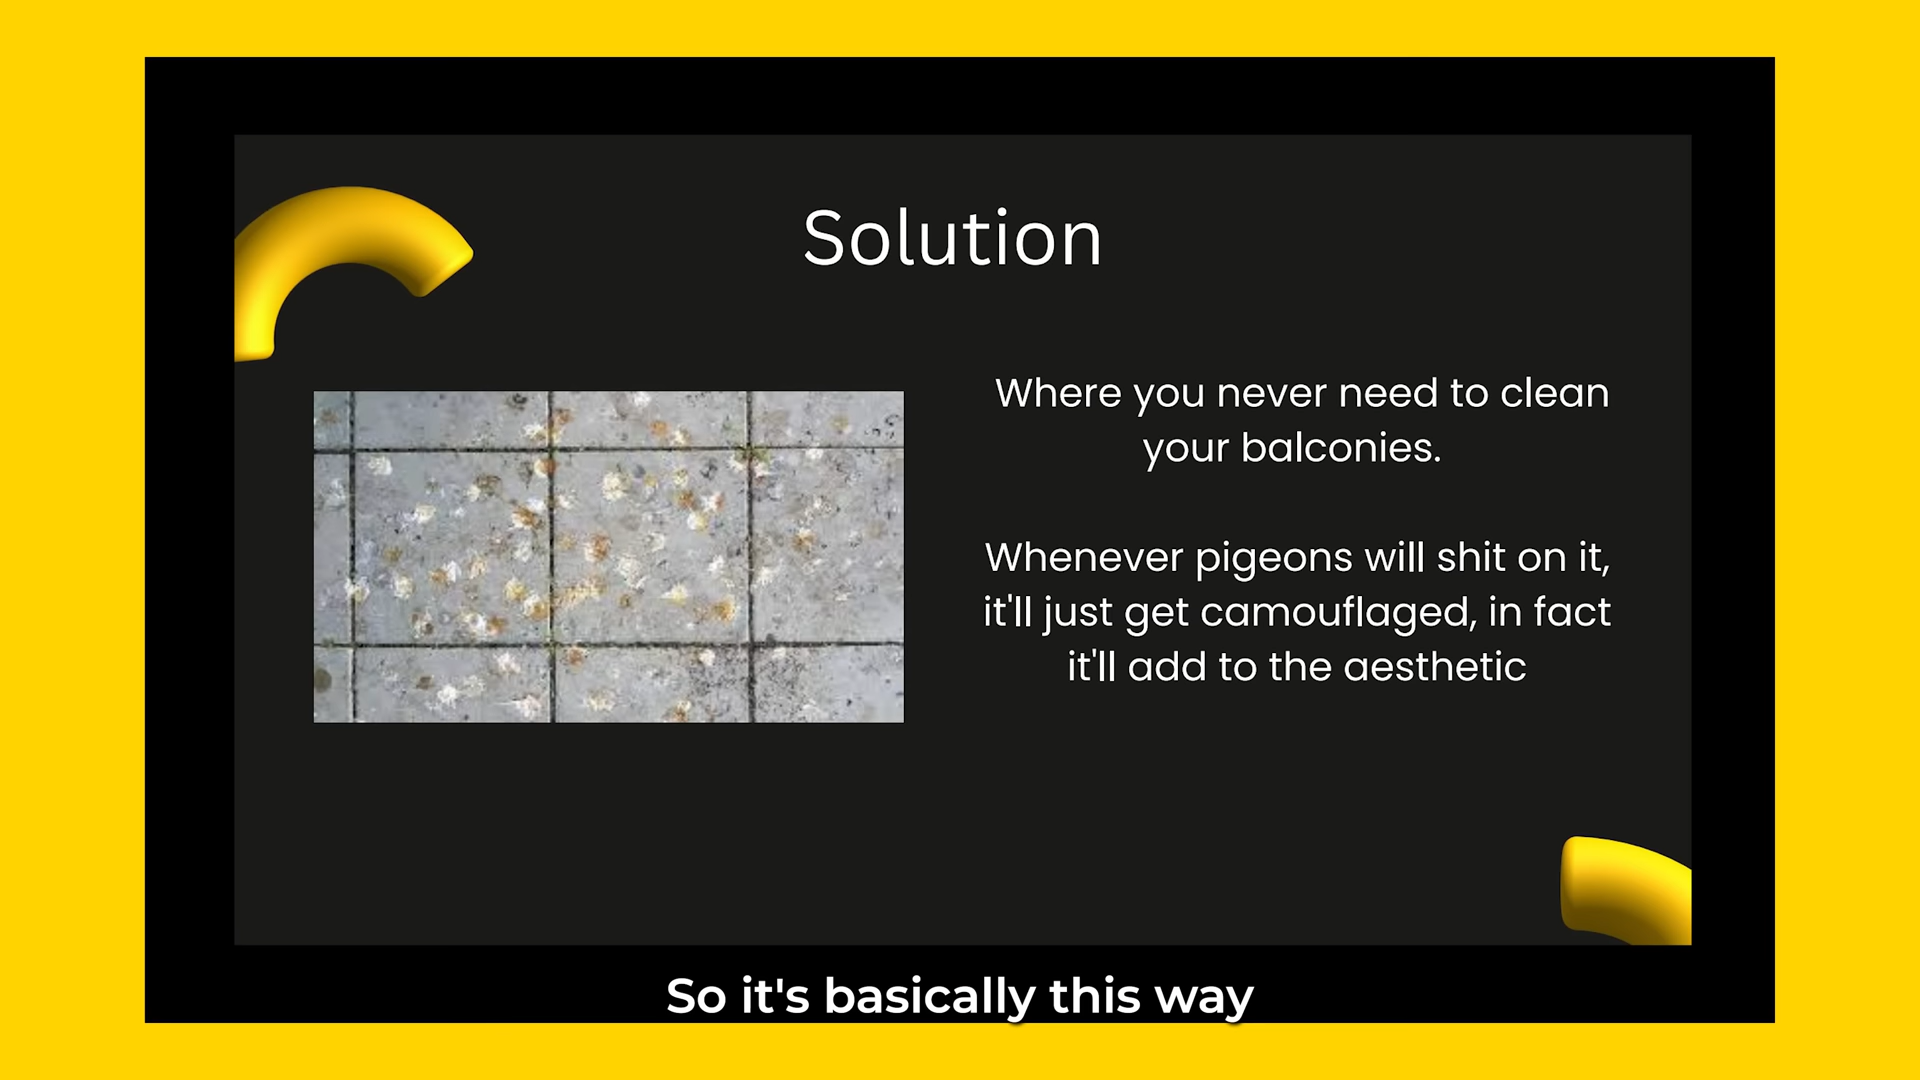 Solution
Where you never need to clean
your balconies.
Whenever pigeons will shit on it,
it'll just get camouflaged, in fact
it'll add to the aesthetic
So it's basically this way